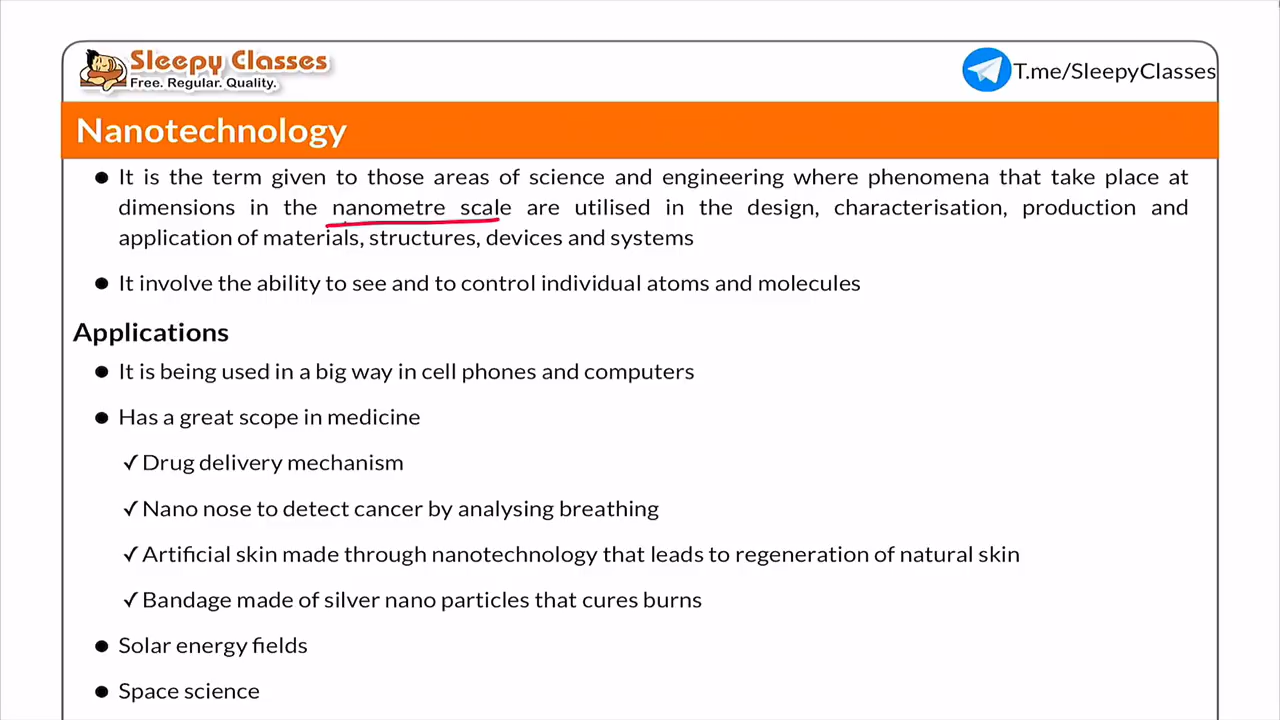 Sleepy Classes
Free. Regular. Quality.
T.me/SleepyClasses
Nanotechnology
● It is the term given to those areas of science and engineering where phenomena that take place at
dimensions in the nanometre scale are utilised in the design, characterisation, production and
application of materials, structures, devices and systems
● It involve the ability to see and to control individual atoms and molecules
Applications
● It is being used in a big way in cell phones and computers
● Has a great scope in medicine
✓ Drug delivery mechanism
✓ Nano nose to detect cancer by analysing breathing
✓ Artificial skin made through nanotechnology that leads to regeneration of natural skin
✓ Bandage made of silver nano particles that cures burns
● Solar energy fields
● Space science